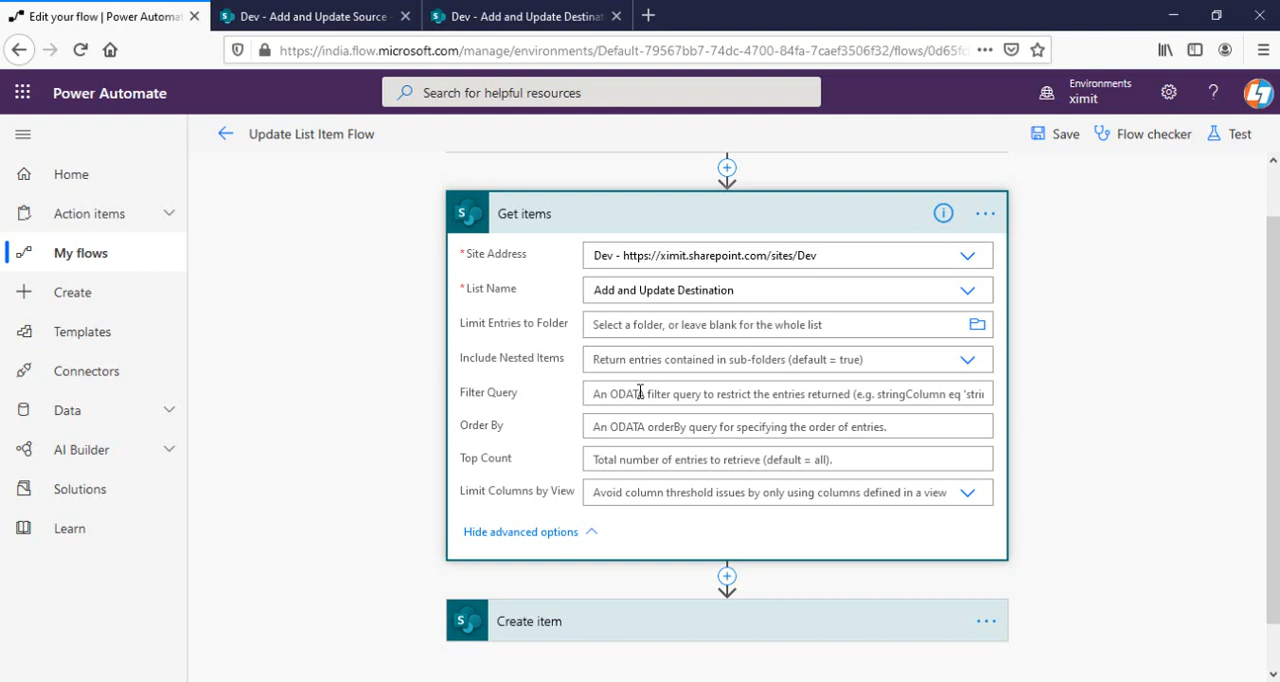 Edit your flow | Power Automa
Dev - Add and Update Source -
Dev - Add and Update Destinat
https://india.flow.microsoft.com/manage/environments/Default-79567bb7-74dc-4700-84fa-7caef3506f32/flows/0d65f
Power Automate
Search for helpful resources
Environments
ximit
Update List Item Flow
Save
Flow checker
Test
Home
Action items
My flows
Create
Templates
Connectors
Data
AI Builder
Solutions
Learn
S
Get items
*Site Address
Dev - https://ximit.sharepoint.com/sites/Dev
*List Name
Add and Update Destination
Limit Entries to Folder
Select a folder, or leave blank for the whole list
Include Nested Items
Return entries contained in sub-folders (default = true)
Filter Query
An ODATA filter query to restrict the entries returned (e.g. stringColumn eq 'stri
Order By
An ODATA orderBy query for specifying the order of entries.
Top Count
Total number of entries to retrieve (default = all).
Limit Columns by View
Avoid column threshold issues by only using columns defined in a view
Hide advanced options
S
Create item